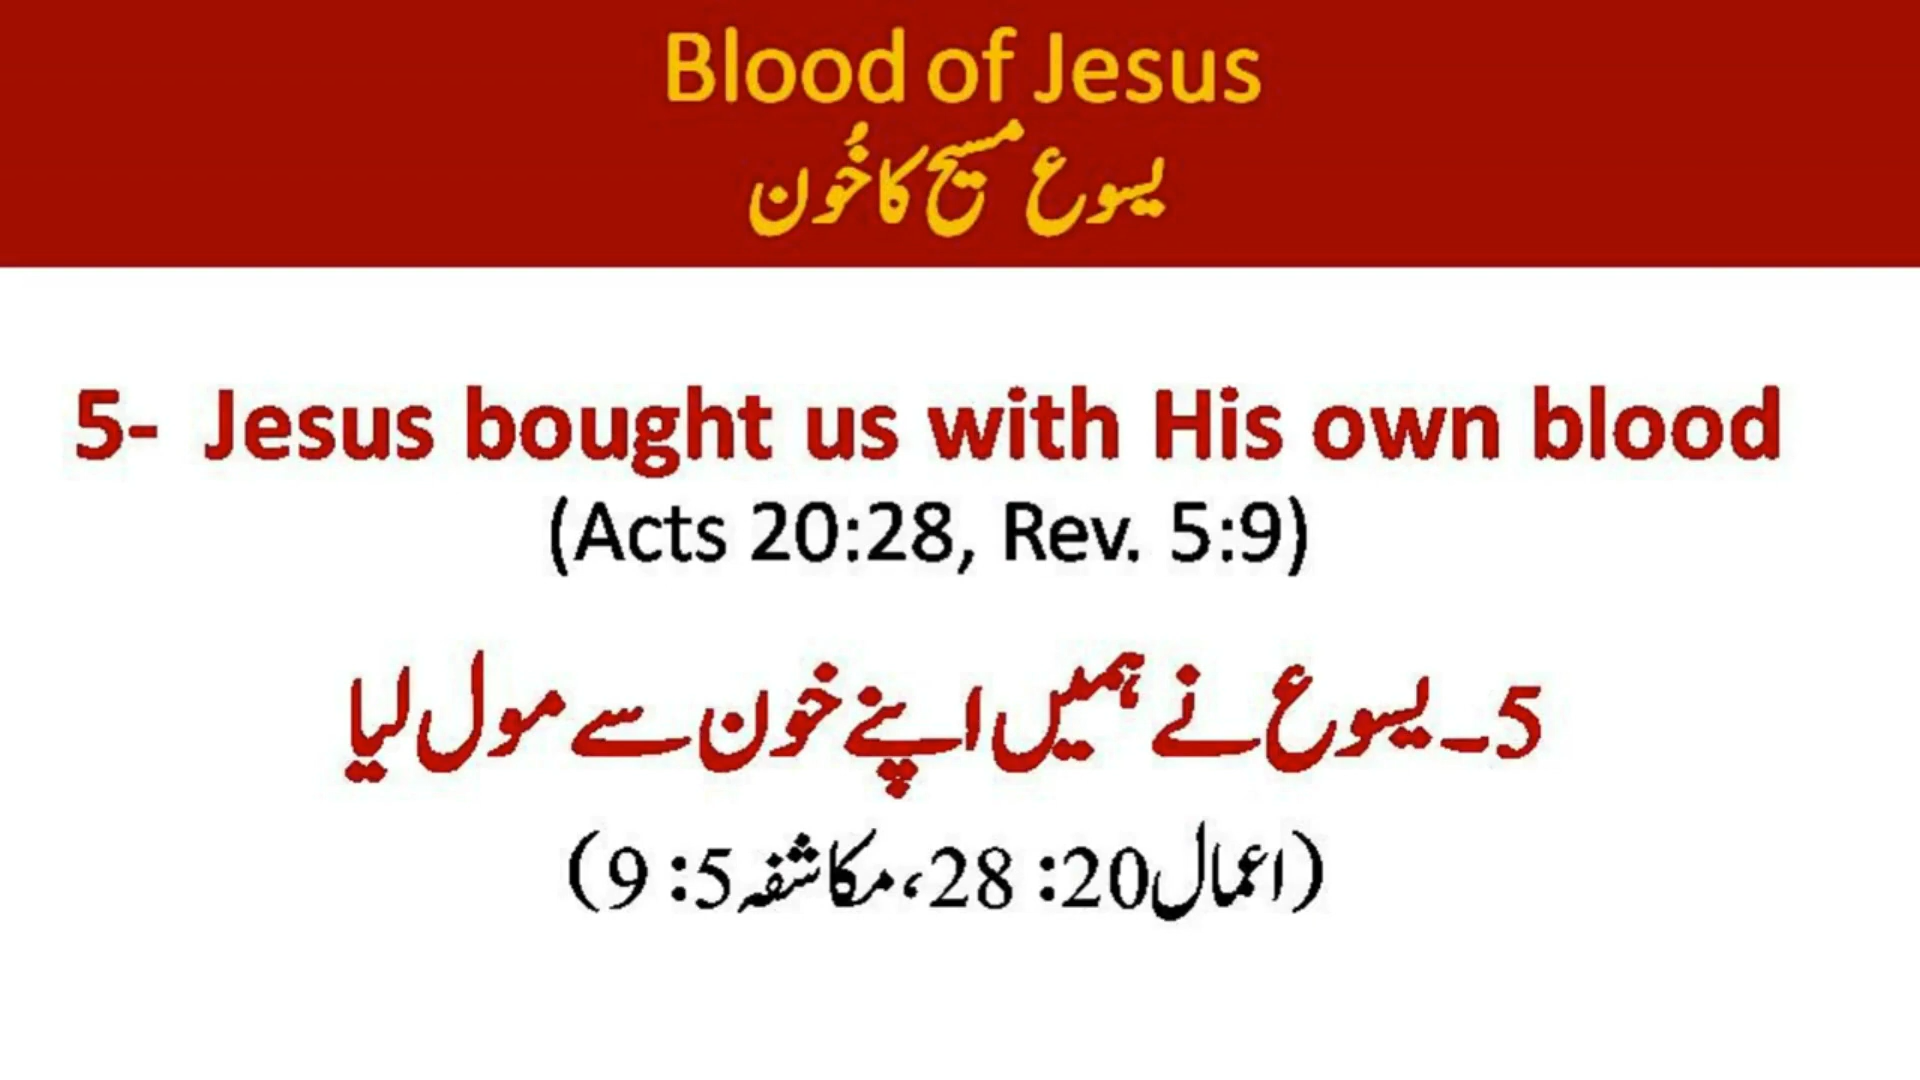 Blood of Jesus
یسوع مسیح کا خُون
5- Jesus bought us with His own blood
(Acts 20:28, Rev. 5:9)
5۔ یسوع نے ہمیں اپنے خون سے مول لیا
(اعمال 20: 28، مکاشفہ 5: 9)